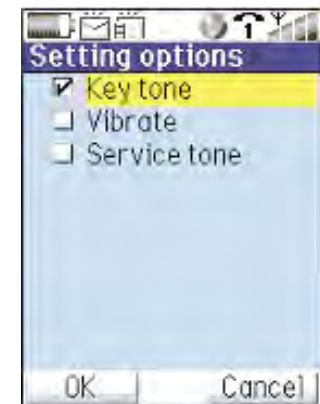 Setting options
Key tone
Vibrate
Service tone
OK Cancel